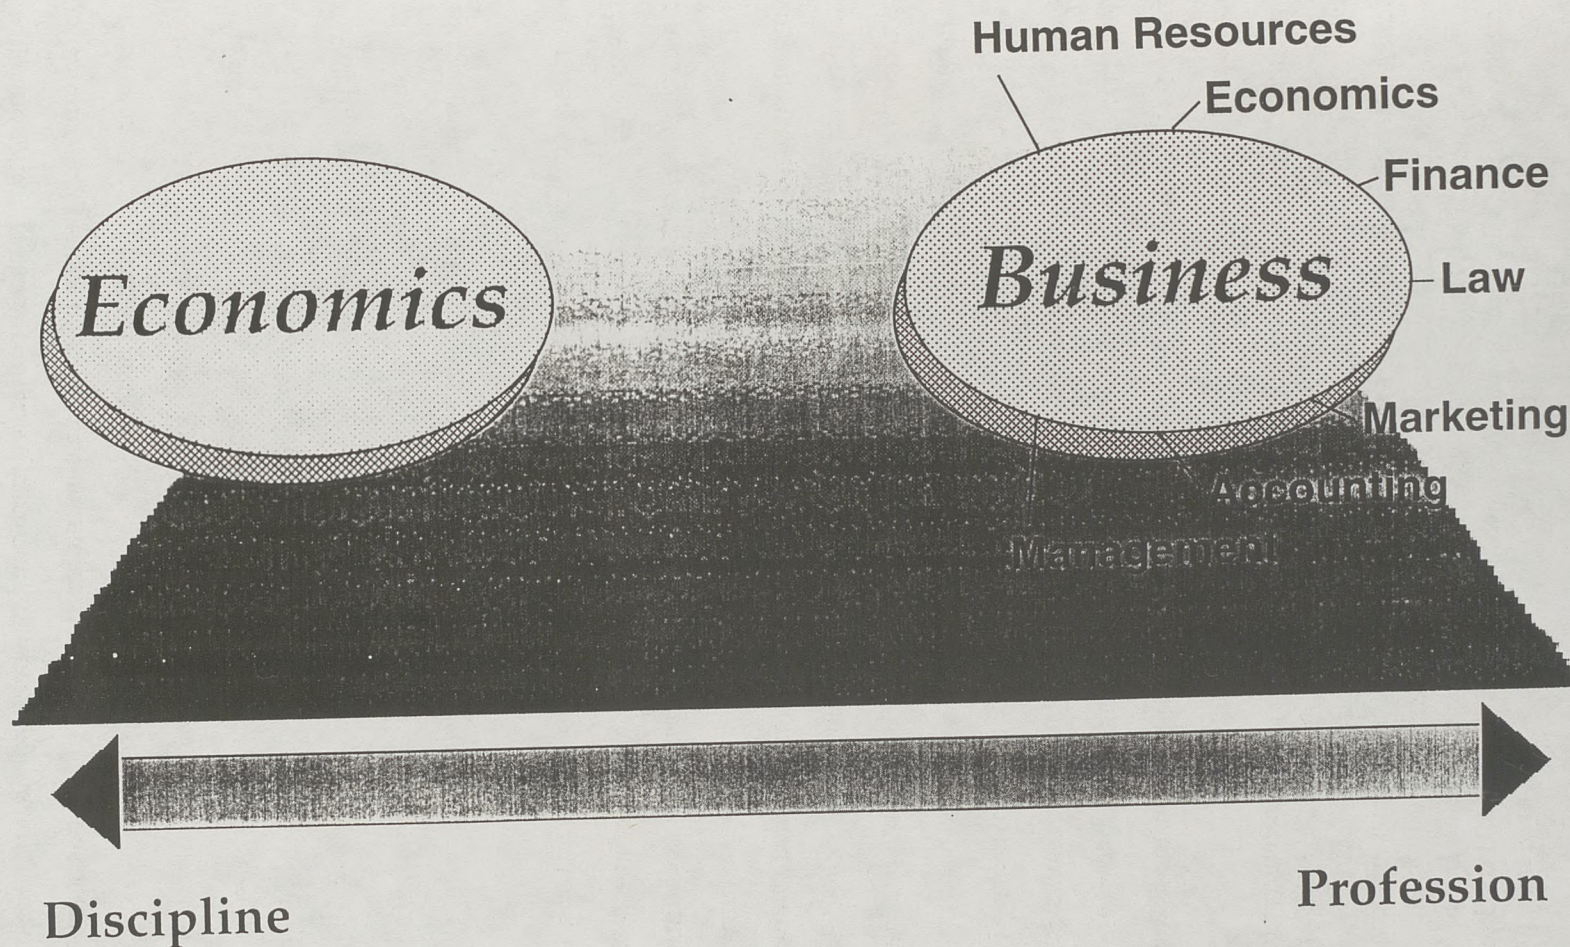 Human Resources
Economics
Finance
Economics
Business
Law
Marketing
Accounting
Management
Discipline
Profession